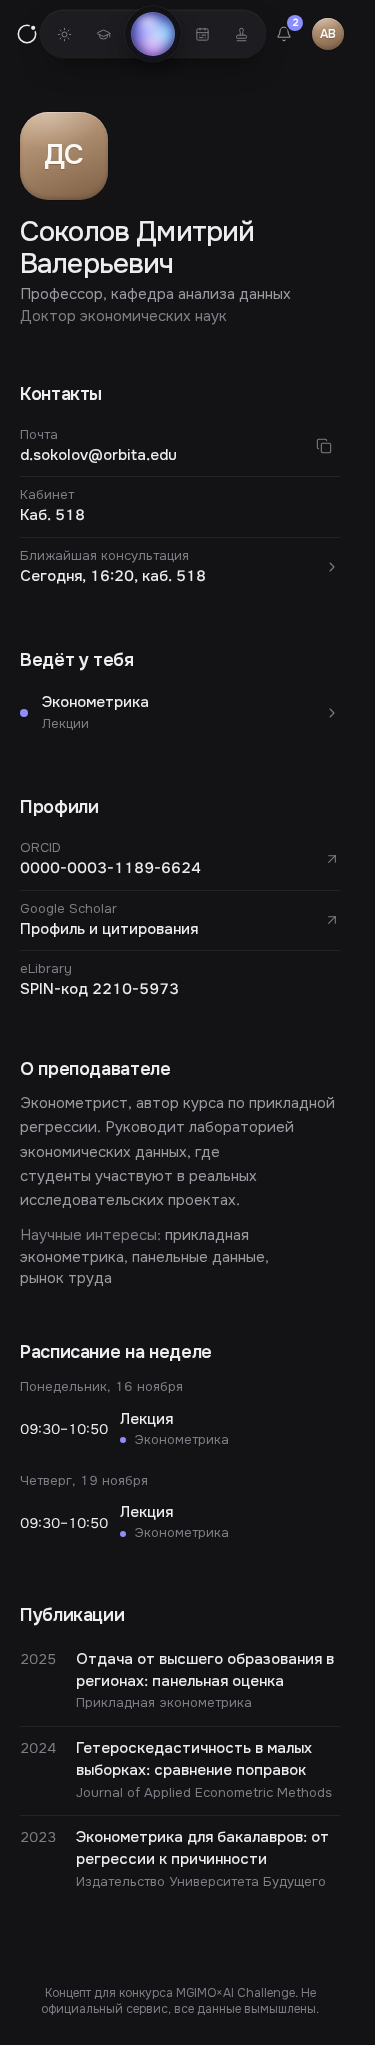 2
АВ
ДС
Соколов Дмитрий
Валерьевич
Профессор, кафедра анализа данных
Доктор экономических наук
Контакты
Почта
d.sokolov@orbita.edu
Кабинет
Каб. 518
Ближайшая консультация
Сегодня, 16:20, каб. 518
Ведёт у тебя
Эконометрика
Лекции
Профили
ORCID
0000-0003-1189-6624
Google Scholar
Профиль и цитирования
eLibrary
SPIN-код 2210-5973
О преподавателе
Эконометрист, автор курса по прикладной
регрессии. Руководит лабораторией
экономических данных, где
студенты участвуют в реальных
исследовательских проектах.
Научные интересы: прикладная
эконометрика, панельные данные,
рынок труда
Расписание на неделе
Понедельник, 16 ноября
09:30–10:50
Лекция
Эконометрика
Четверг, 19 ноября
09:30–10:50
Лекция
Эконометрика
Публикации
2025
Отдача от высшего образования в
регионах: панельная оценка
Прикладная эконометрика
2024
Гетероскедастичность в малых
выборках: сравнение поправок
Journal of Applied Econometric Methods
2023
Эконометрика для бакалавров: от
регрессии к причинности
Издательство Университета Будущего
Концепт для конкурса MGIMO×AI Challenge. Не
официальный сервис, все данные вымышлены.